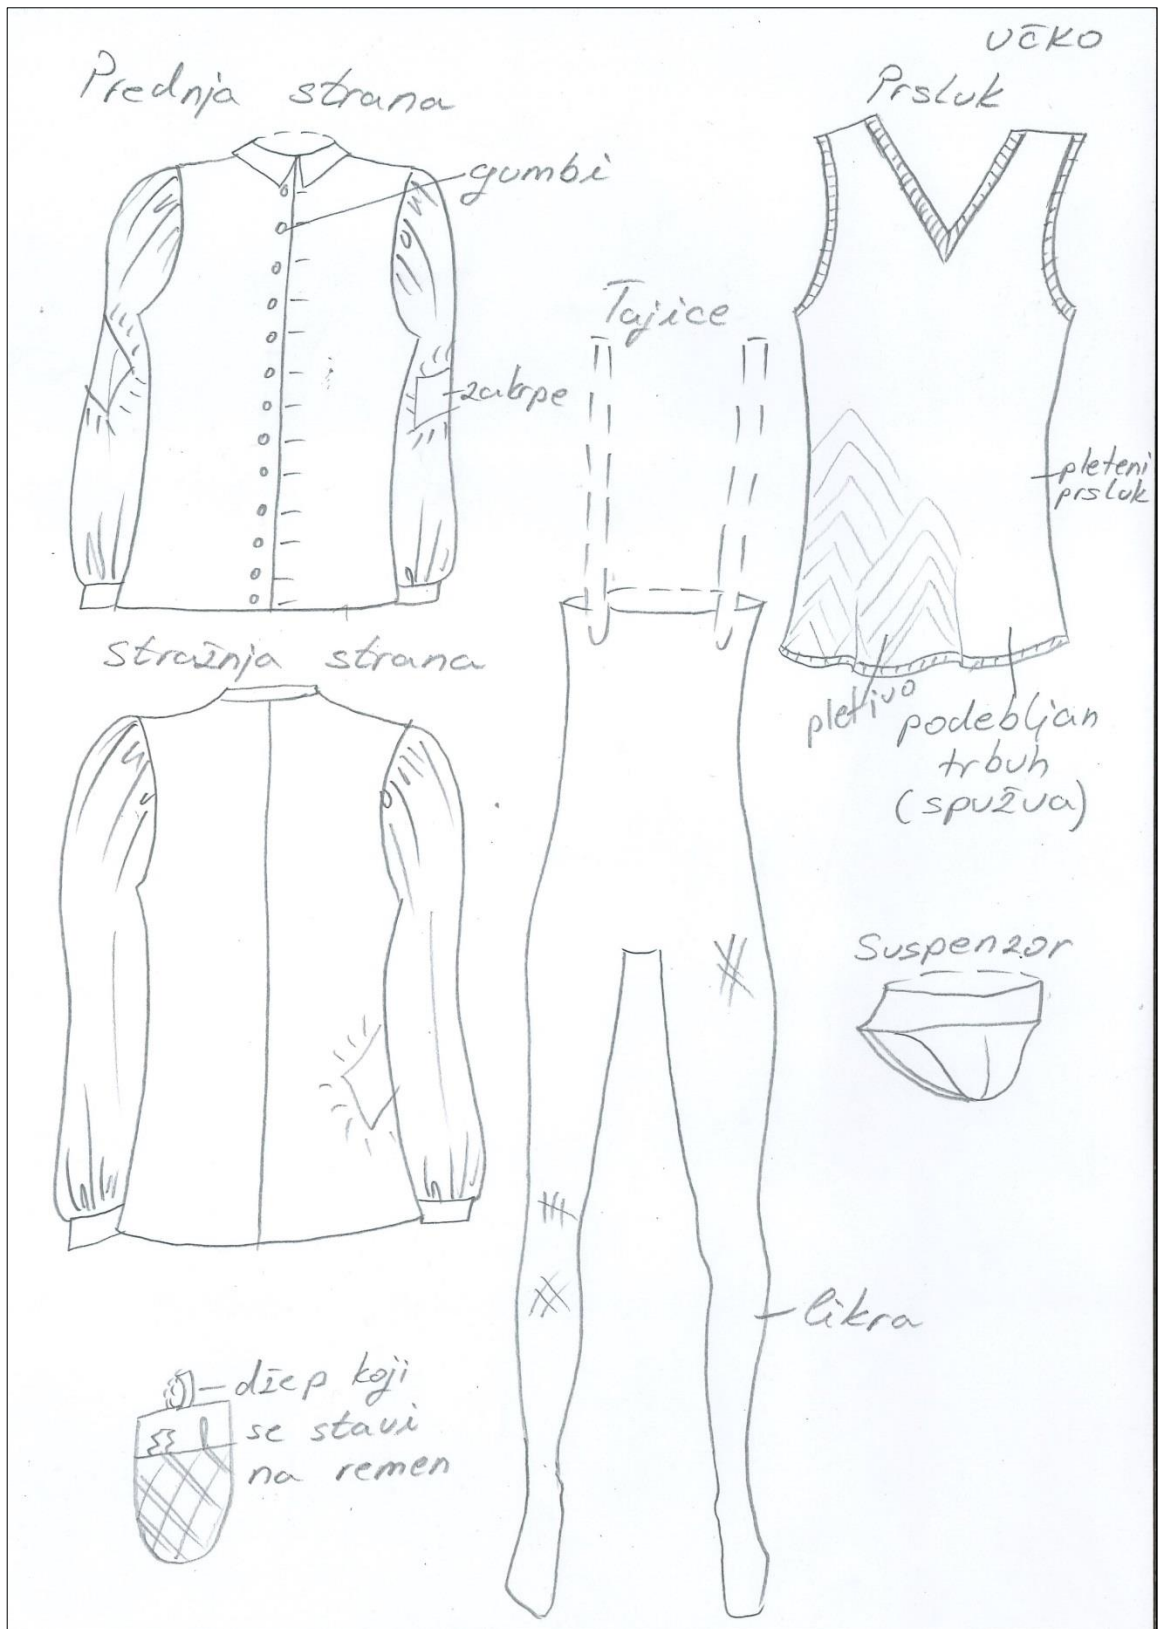 UČKO
Prednja strana
Prsluk
gumbi
Tajice
zakrpe
pleteni
prsluk
Stražnja strana
pletivo
podebljan
trbuh
(spužva)
Suspenzor
likra
džep koji
se stavi
na remen